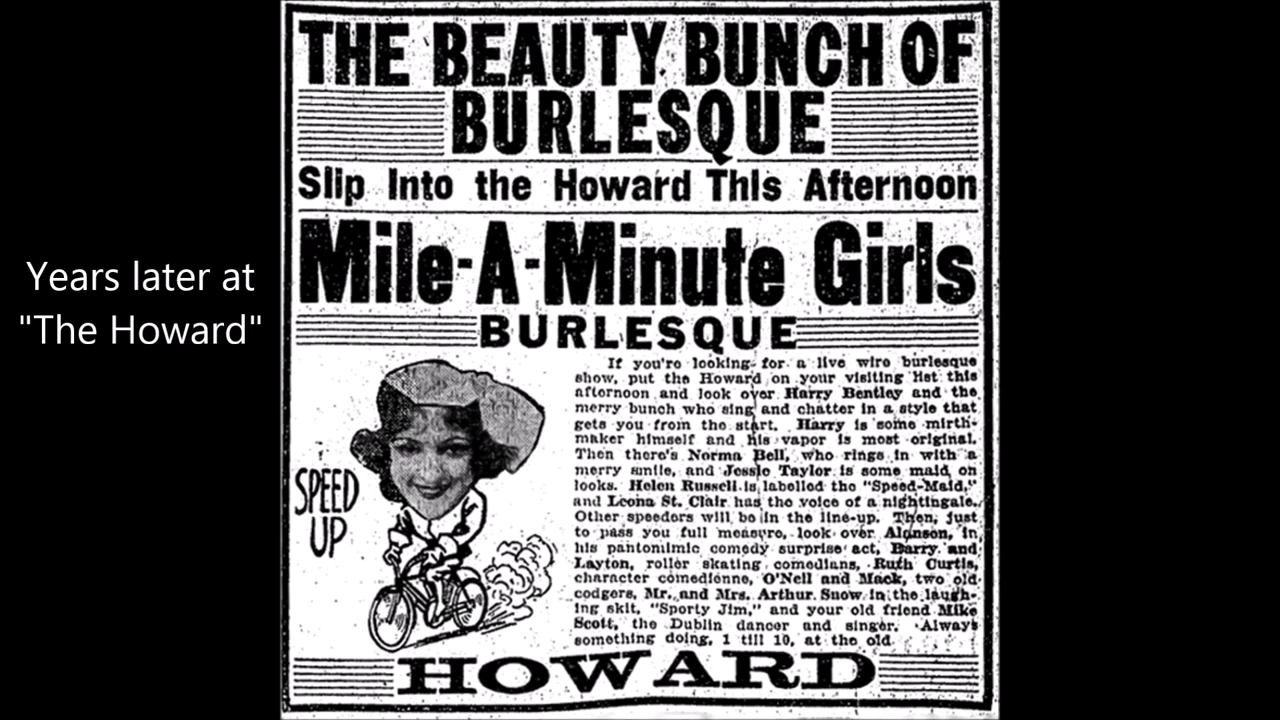 Years later at
"The Howard"
THE BEAUTY BUNCH OF
BURLESQUE
Slip Into the Howard This Afternoon
Mile-A-Minute Girls
BURLESQUE
SPEED
UP
If you're looking for a live wire burlesque
show, put the Howard on your visiting list this
afternoon and look over Harry Bentley and the
merry bunch who sing and chatter in a style that
gets you from the start. Harry is some mirth-
maker himself and his vapor is most original.
Then there's Norma Bell, who rings in with a
merry smile, and Jessie Taylor is some maid on
looks. Helen Russell is labelled the "Speed-Maid,"
and Leona St. Clair has the voice of a nightingale.
Other speeders will be in the line-up. Then, just
to pass you full measure, look over Alanson, in
his pantonimic comedy surprise act, Barry and
Layton, roller skating comedians, Ruth Curtis,
character comedienne, O'Neil and Mack, two old
codgers, Mr. and Mrs. Arthur Snow in the laugh-
ing skit, "Sporty Jim," and your old friend Mike
Scott, the Dublin dancer and singer. Always
something doing, 1 till 10, at the old
HOWARD